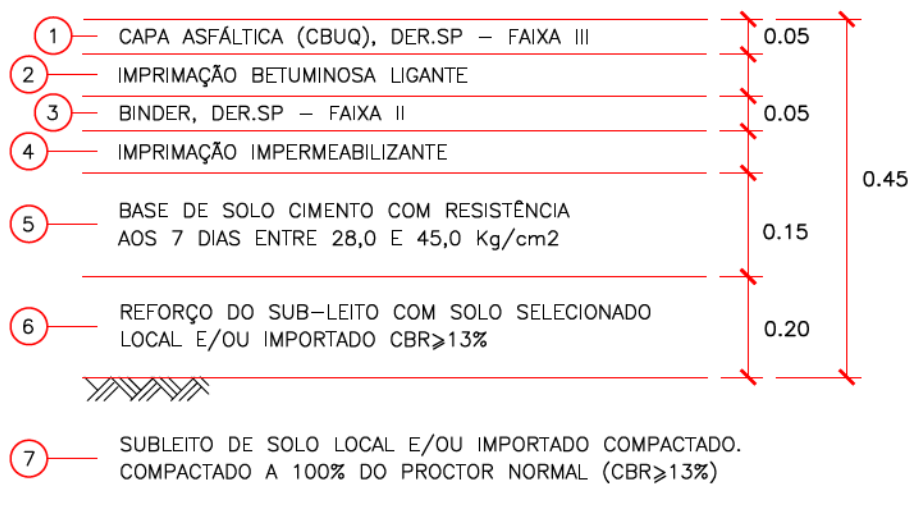 1 CAPA ASFÁLTICA (CBUQ), DER.SP – FAIXA III 0.05
2 IMPRIMAÇÃO BETUMINOSA LIGANTE
3 BINDER, DER.SP – FAIXA II 0.05
4 IMPRIMAÇÃO IMPERMEABILIZANTE
0.45
5 BASE DE SOLO CIMENTO COM RESISTÊNCIA
AOS 7 DIAS ENTRE 28,0 E 45,0 Kg/cm2 0.15
6 REFORÇO DO SUB-LEITO COM SOLO SELECIONADO
LOCAL E/OU IMPORTADO CBR⩾13% 0.20
7 SUBLEITO DE SOLO LOCAL E/OU IMPORTADO COMPACTADO.
COMPACTADO A 100% DO PROCTOR NORMAL (CBR⩾13%)